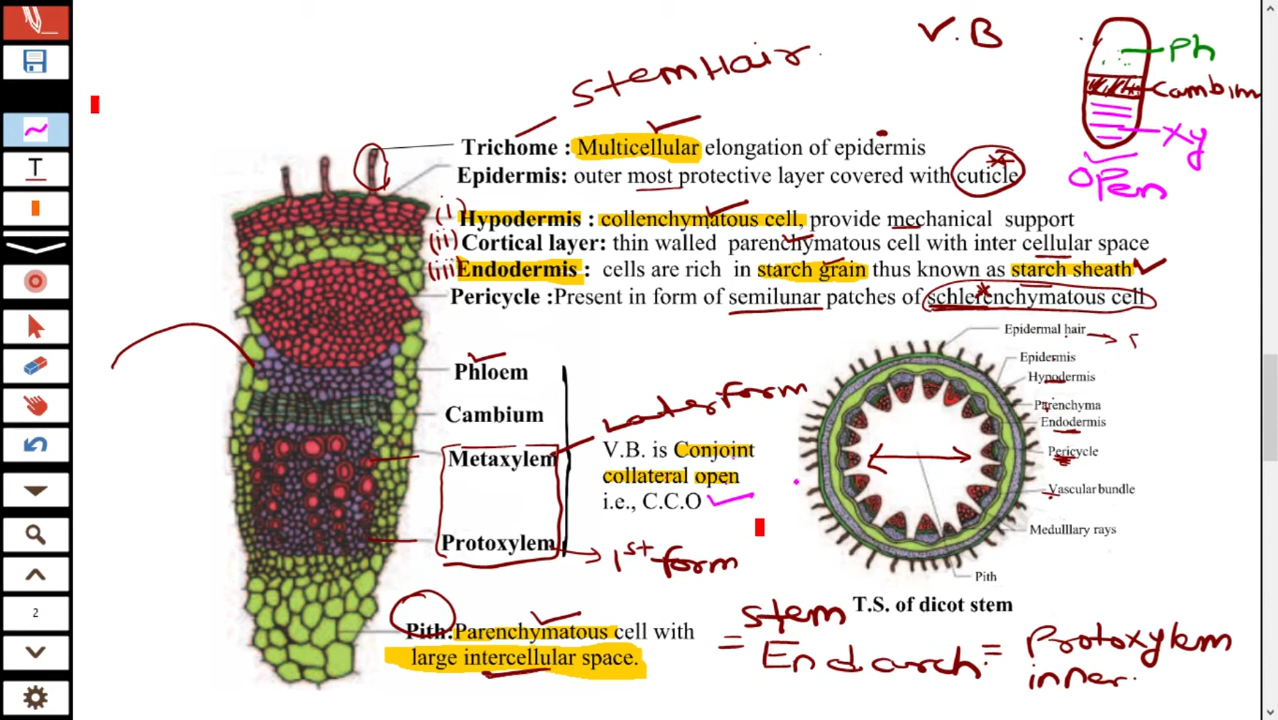 V.B
Ph
Cambim
Xy
Open
Stem Hair
Trichome : Multicellular elongation of epidermis
Epidermis: outer most protective layer covered with cuticle
(i) Hypodermis : collenchymatous cell, provide mechanical support
(ii) Cortical layer: thin walled parenchymatous cell with inter cellular space
(iii) Endodermis : cells are rich in starch grain thus known as starch sheath
Pericycle :Present in form of semilunar patches of schlerenchymatous cell
Phloem
Cambium
Metaxylem
Protoxylem
Later form
V.B. is Conjoint
collateral open
i.e., C.C.O
1st form
Pith:Parenchymatous cell with
large intercellular space.
Epidermal hair
Epidermis
Hypodermis
Parenchyma
Endodermis
Pericycle
Vascular bundle
Medulllary rays
Pith
T.S. of dicot stem
= stem
Endarch = Protoxylem
inner.
T
2